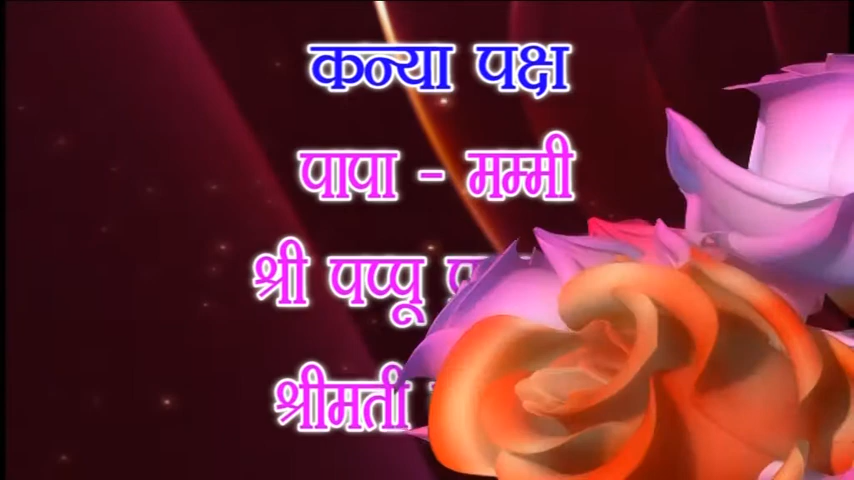 कन्या पक्ष
पापा - मम्मी
श्री पप्पू
श्रीमती